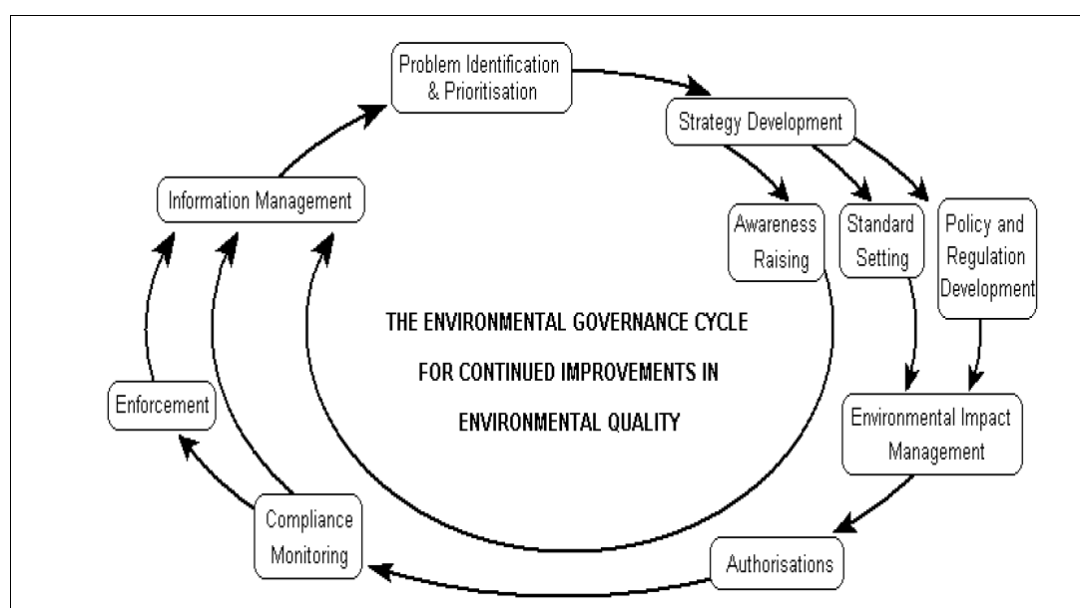 Problem Identification
& Prioritisation
Strategy Development
Information Management
Awareness
Raising
Standard
Setting
Policy and
Regulation
Development
THE ENVIRONMENTAL GOVERNANCE CYCLE
FOR CONTINUED IMPROVEMENTS IN
ENVIRONMENTAL QUALITY
Enforcement
Environmental Impact
Management
Compliance
Monitoring
Authorisations